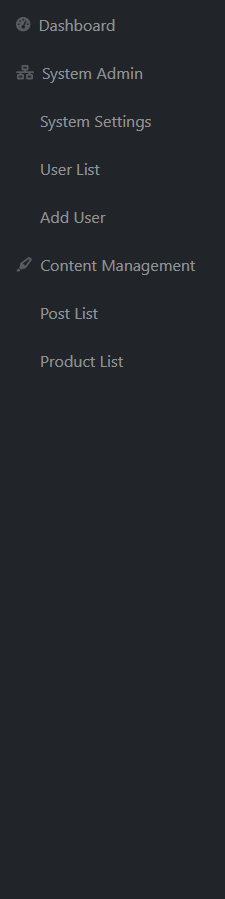 Dashboard
System Admin
System Settings
User List
Add User
Content Management
Post List
Product List